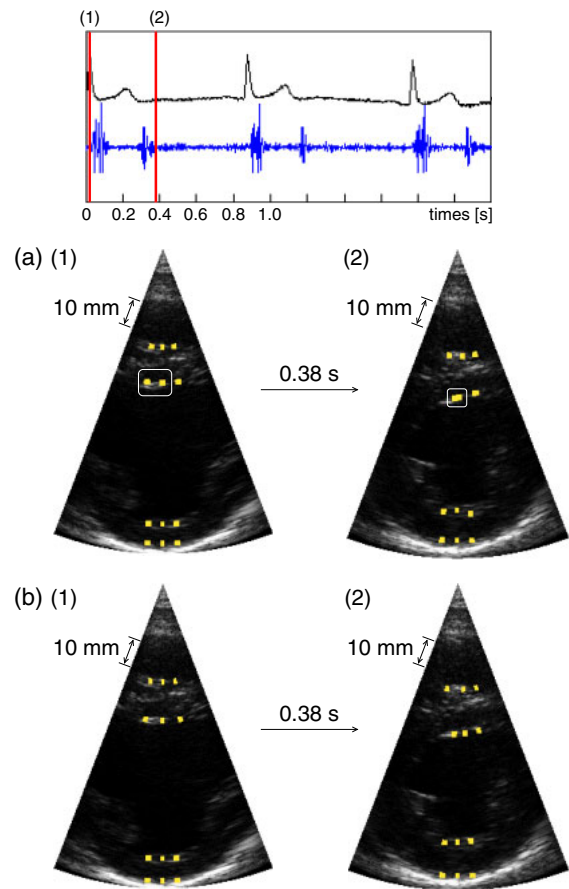 (1) (2)
0 0.2 0.4 0.6 0.8 1.0 times [s]
(a) (1) (2)
10 mm 10 mm
0.38 s
(b) (1) (2)
10 mm 10 mm
0.38 s